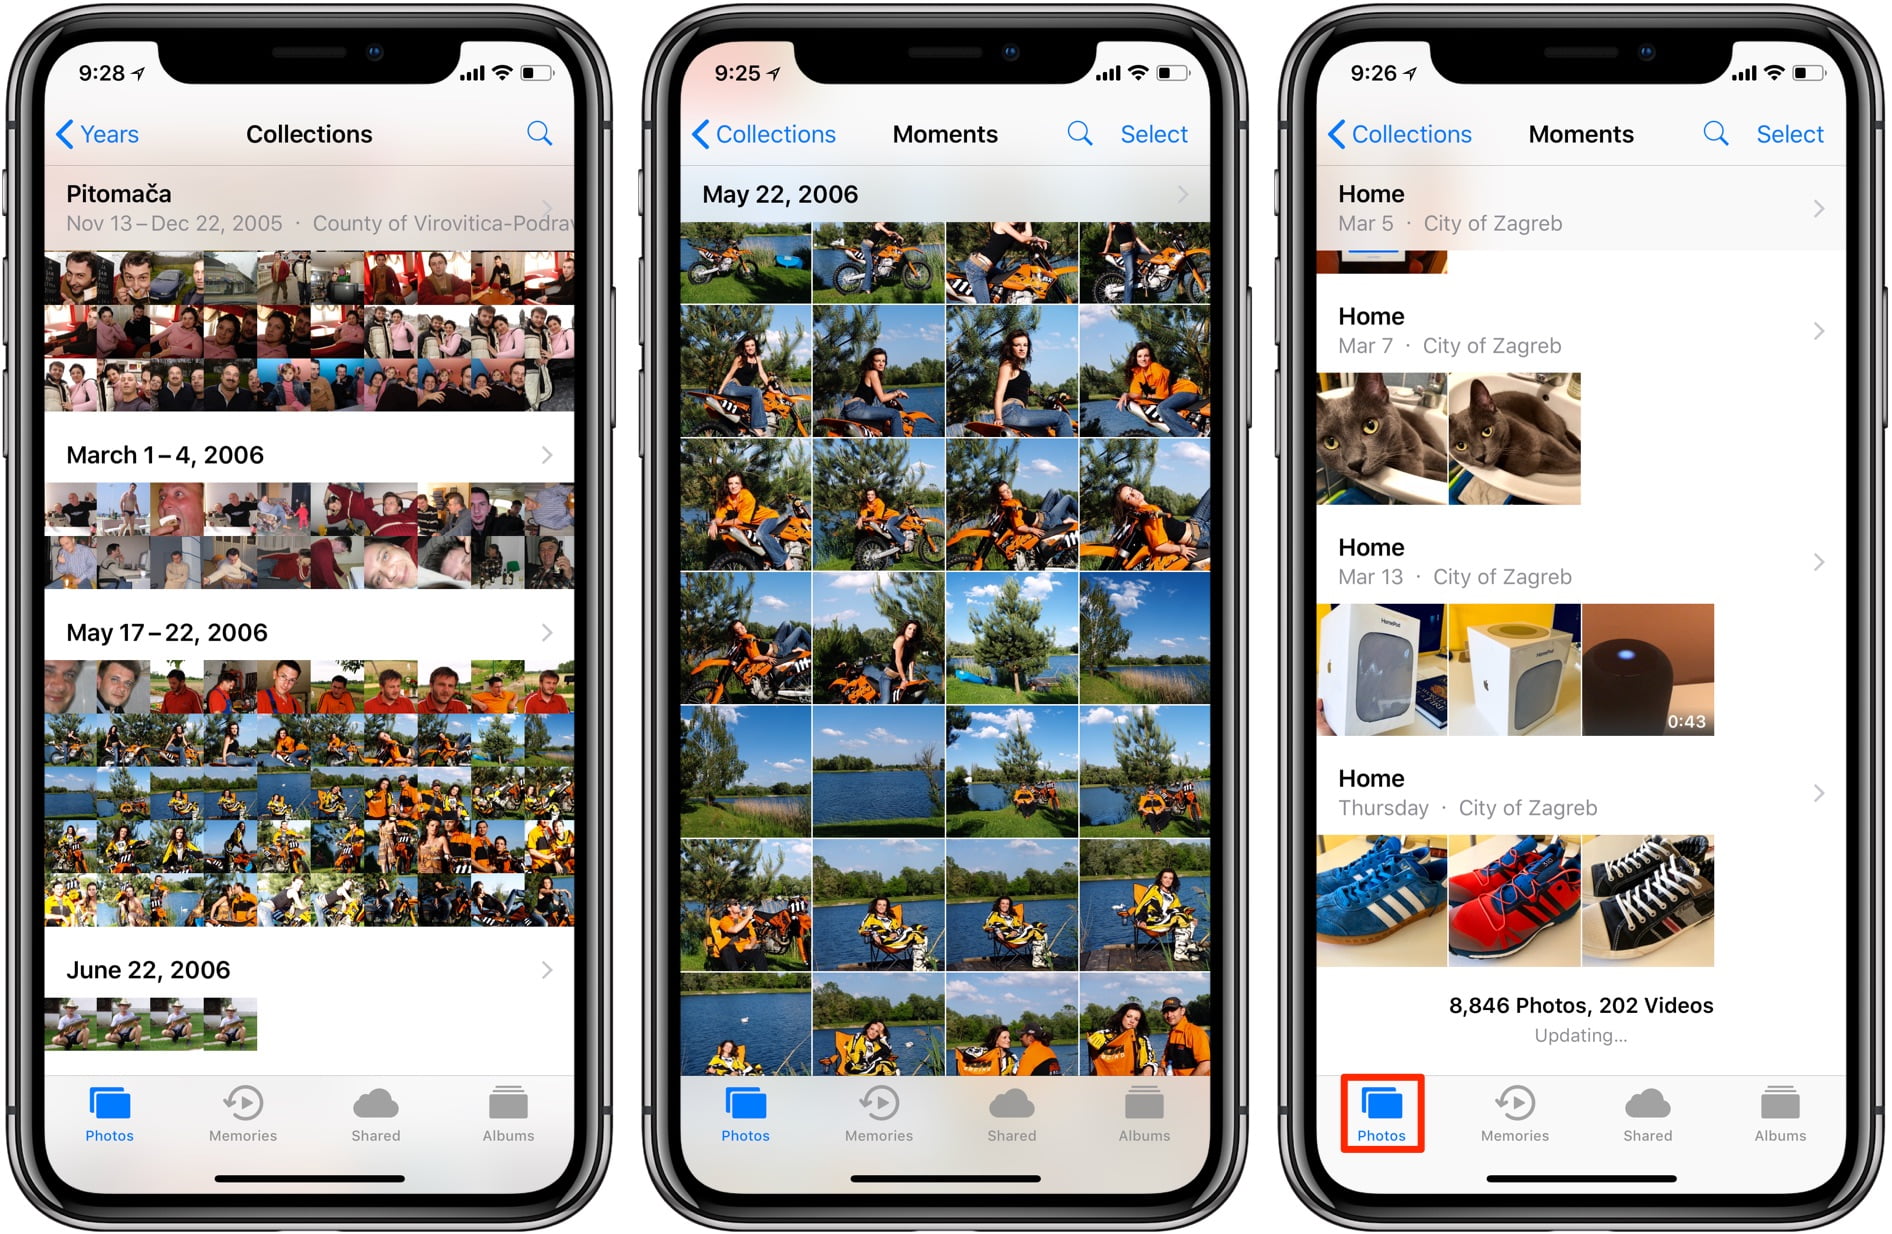 9:28
Years
Collections
Pitomača
Nov 13 – Dec 22, 2005 · County of Virovitica-Podrav
March 1 – 4, 2006
May 17 – 22, 2006
June 22, 2006
Photos
Memories
Shared
Albums
9:25
Collections
Moments
Select
May 22, 2006
Photos
Memories
Shared
Albums
9:26
Collections
Moments
Select
Home
Mar 5 · City of Zagreb
Home
Mar 7 · City of Zagreb
Home
Mar 13 · City of Zagreb
HomePod
HomePod
0:43
Home
Thursday · City of Zagreb
8,846 Photos, 202 Videos
Updating...
Photos
Memories
Shared
Albums